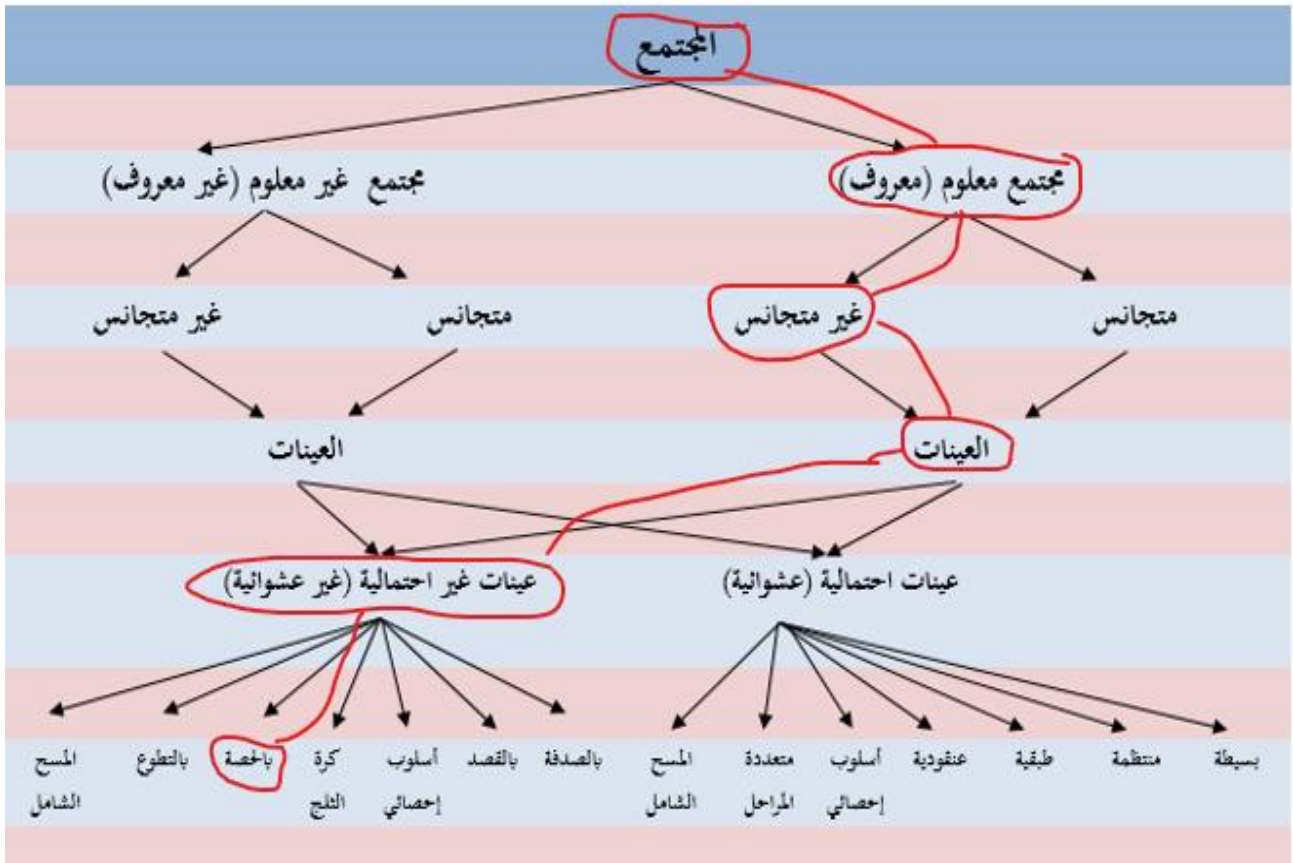 المجتمع
مجتمع معلوم (معروف)
مجتمع غير معلوم (غير معروف)
متجانس
غير متجانس
متجانس
غير متجانس
العينات
العينات
عينات احتمالية (عشوائية)
عينات غير احتمالية (غير عشوائية)
بسيطة
منتظمة
طبقية
عنقودية
أسلوب
إحصائي
متعددة
المراحل
المسح
الشامل
بالصدفة
بالقصد
أسلوب
إحصائي
كرة
الثلج
بالحصة
بالتطوع
المسح
الشامل